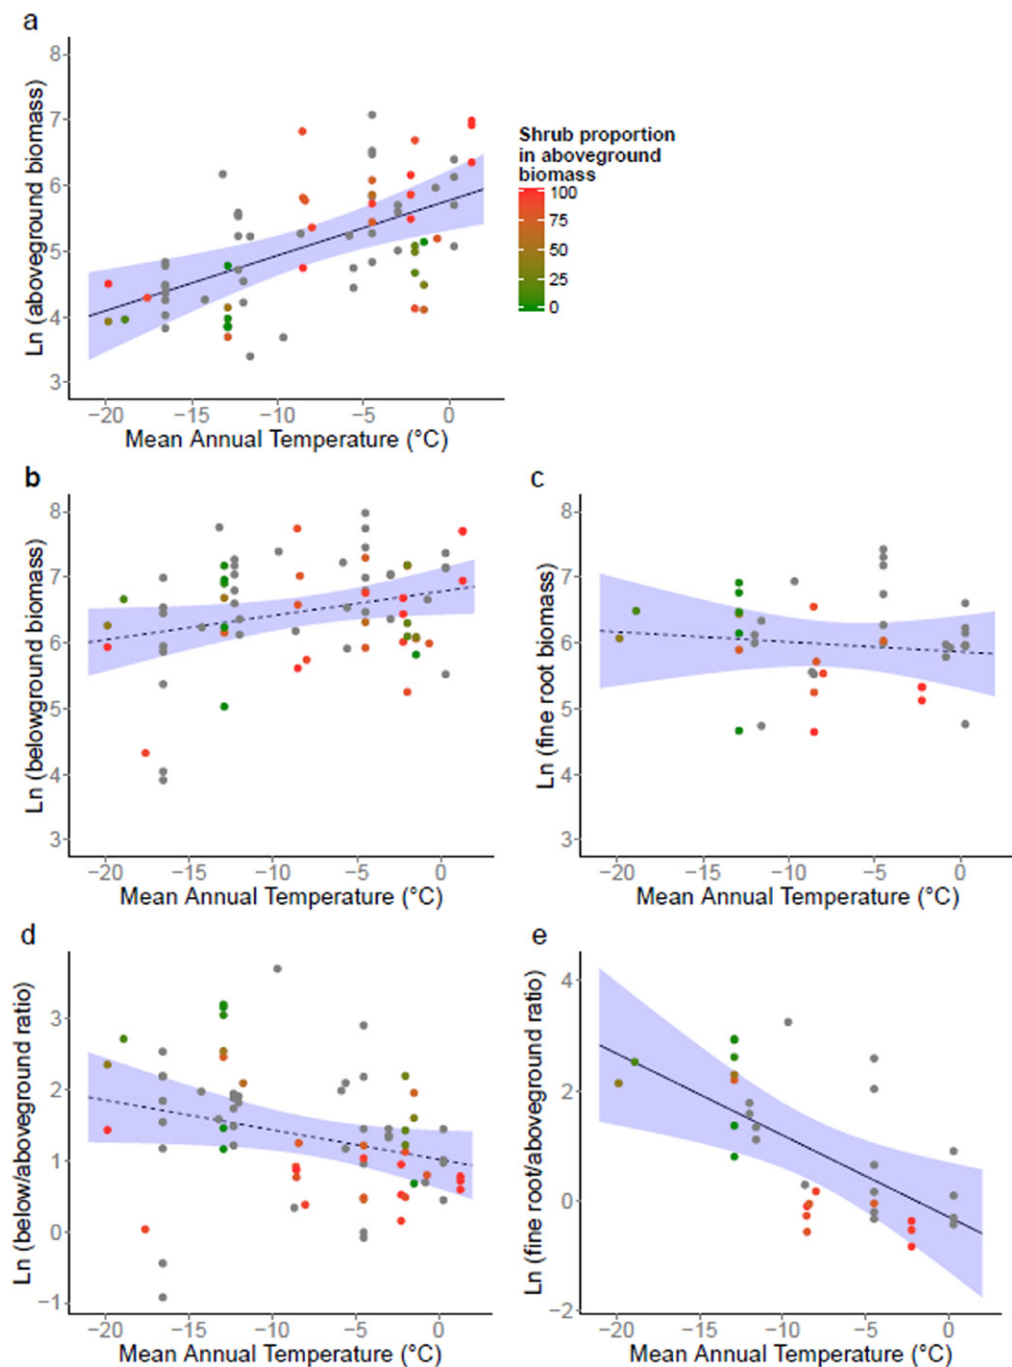 a
8
7
6
5
4
3
Ln (aboveground biomass)
−20 −15 −10 −5 0
Mean Annual Temperature (°C)
Shrub proportion
in aboveground
biomass
100
75
50
25
0
b
8
7
6
5
4
3
Ln (belowground biomass)
−20 −15 −10 −5 0
Mean Annual Temperature (°C)
c
8
7
6
5
4
3
Ln (fine root biomass)
−20 −15 −10 −5 0
Mean Annual Temperature (°C)
d
3
2
1
0
−1
Ln (below/aboveground ratio)
−20 −15 −10 −5 0
Mean Annual Temperature (°C)
e
4
2
0
−2
Ln (fine root/aboveground ratio)
−20 −15 −10 −5 0
Mean Annual Temperature (°C)